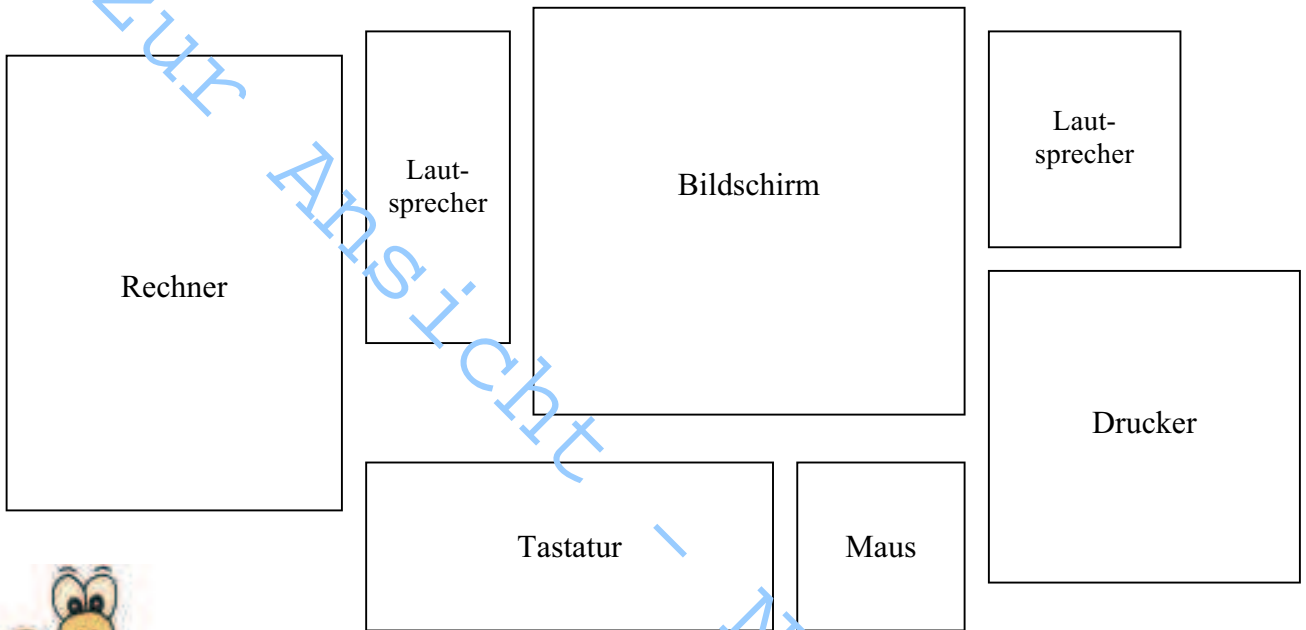 zur Ansicht -
Laut-
sprecher
Bildschirm
Laut-
sprecher
Rechner
Drucker
Tastatur
Maus